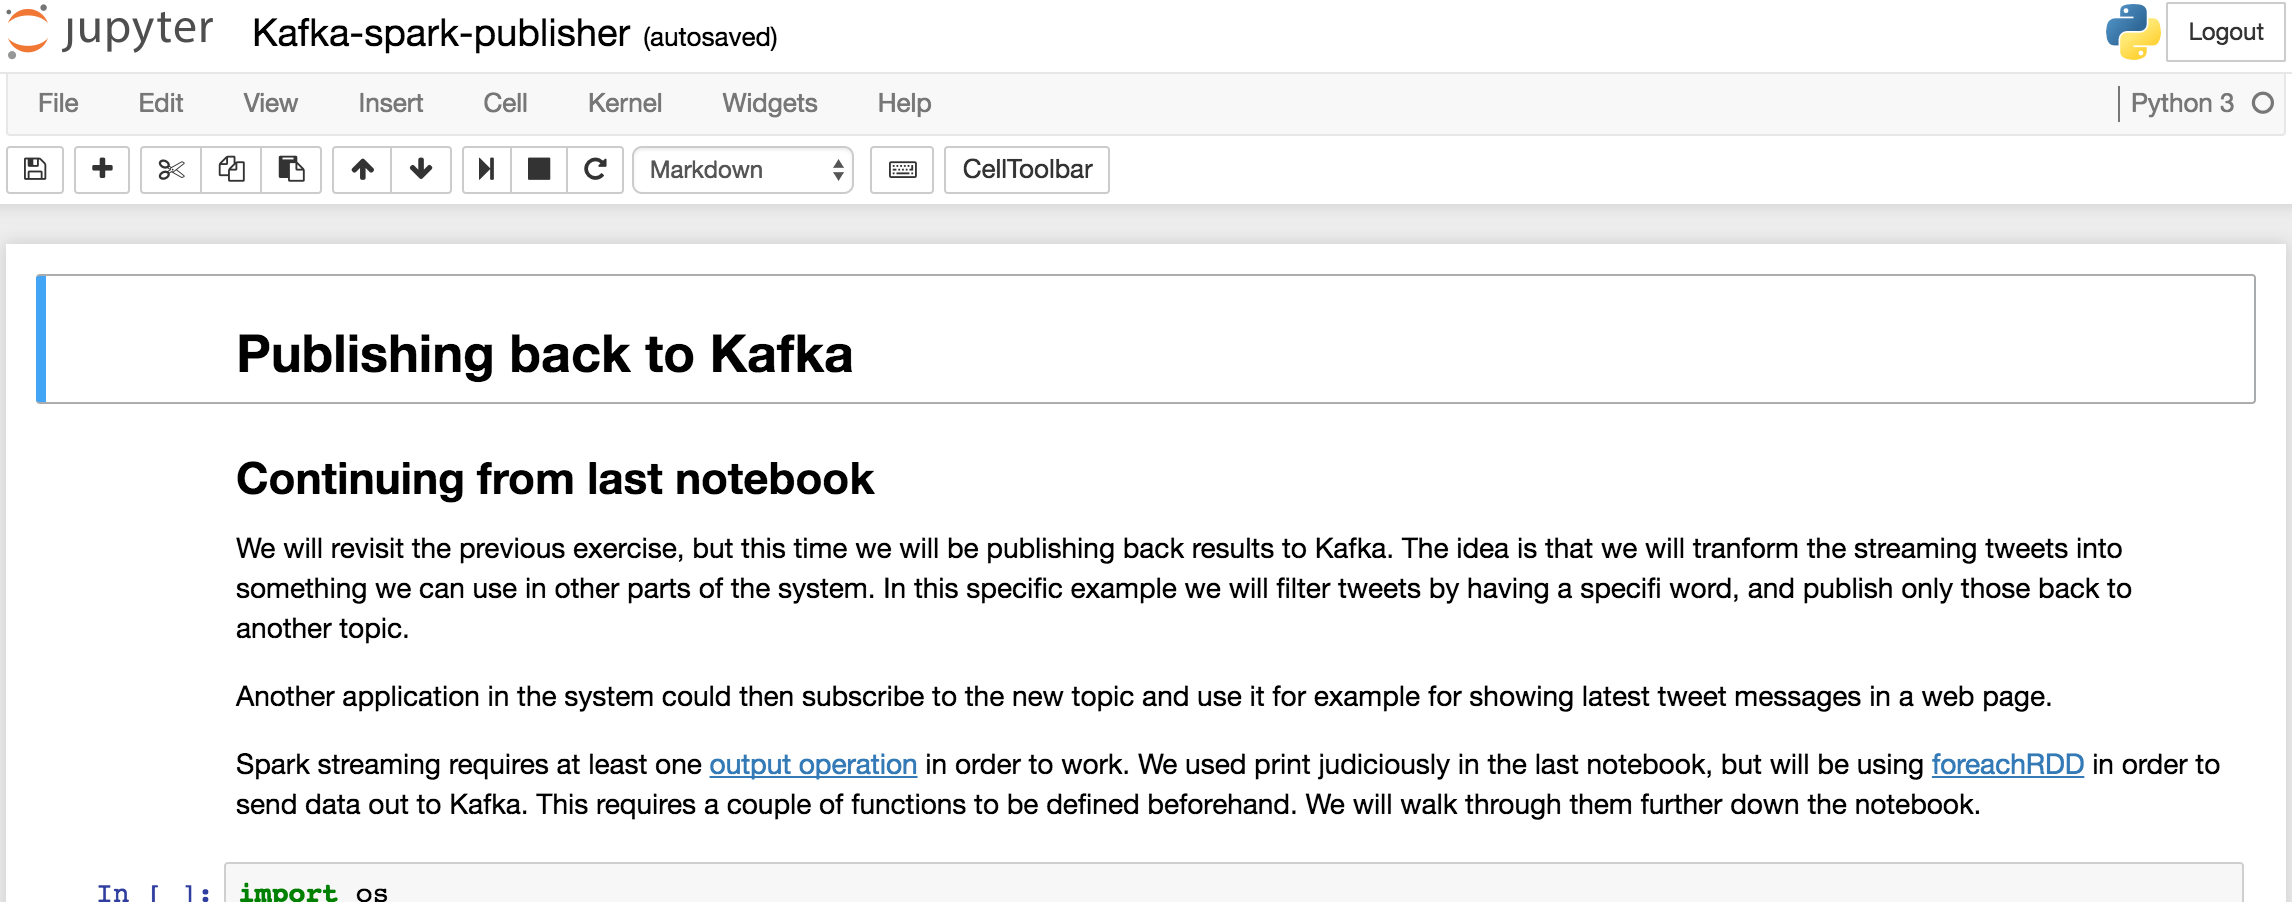 jupyter Kafka-spark-publisher (autosaved) Logout
File Edit View Insert Cell Kernel Widgets Help Python 3
Markdown CellToolbar
Publishing back to Kafka
Continuing from last notebook
We will revisit the previous exercise, but this time we will be publishing back results to Kafka. The idea is that we will tranform the streaming tweets into
something we can use in other parts of the system. In this specific example we will filter tweets by having a specifi word, and publish only those back to
another topic.
Another application in the system could then subscribe to the new topic and use it for example for showing latest tweet messages in a web page.
Spark streaming requires at least one output operation in order to work. We used print judiciously in the last notebook, but will be using foreachRDD in order to
send data out to Kafka. This requires a couple of functions to be defined beforehand. We will walk through them further down the notebook.
In [ ]: import os